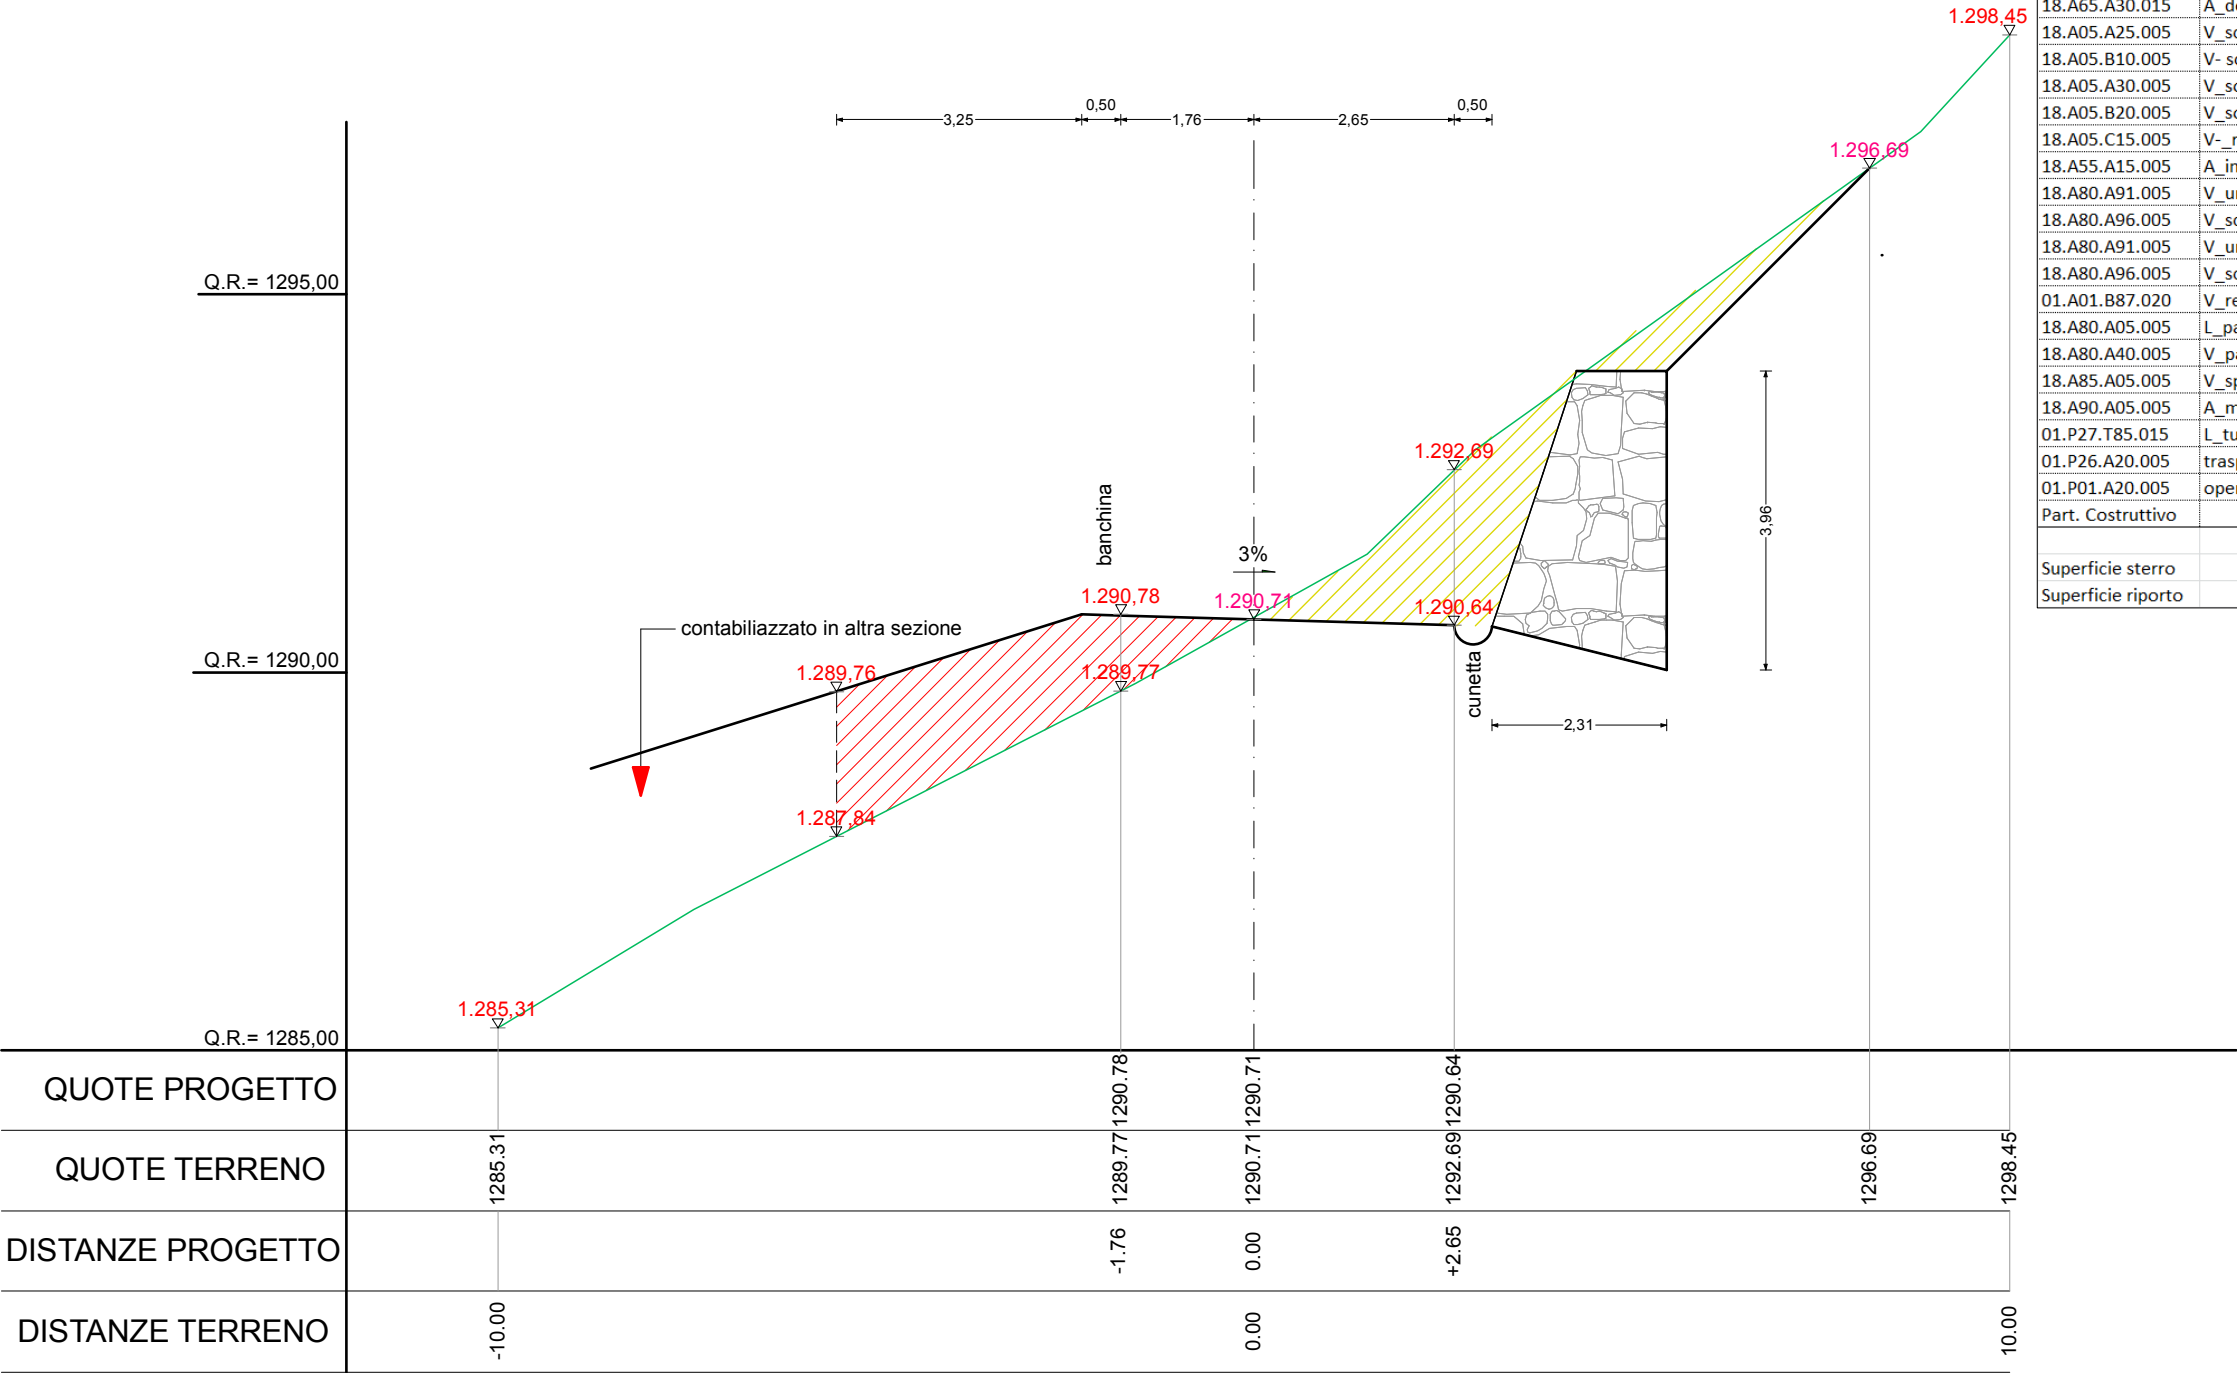 1.298,45
0,50
0,50
3,25
1,76
2,65
1.296,69
Q.R.= 1295,00
1.292,69
banchina
3,96
3%
1.290,78
1.290,71
1.290,64
contabiliazzato in altra sezione
Q.R.= 1290,00
1.289,76
1.289,77
cunetta
2,31
1.287,84
1.285,31
Q.R.= 1285,00
QUOTE PROGETTO
1290.78
1290.71
1290.64
QUOTE TERRENO
1285.31
1289.77
1290.71
1292.69
1296.69
1298.45
DISTANZE PROGETTO
-1.76
0.00
+2.65
DISTANZE TERRENO
-10.00
0.00
10.00
18.A65.A30.015
18.A05.A25.005
18.A05.B10.005
18.A05.A30.005
18.A05.B20.005
18.A05.C15.005
18.A55.A15.005
18.A80.A91.005
18.A80.A96.005
18.A80.A91.005
18.A80.A96.005
01.A01.B87.020
18.A80.A05.005
18.A80.A40.005
18.A85.A05.005
18.A90.A05.005
01.P27.T85.015
01.P26.A20.005
01.P01.A20.005
Part. Costruttivo
Superficie sterro
Superficie riporto